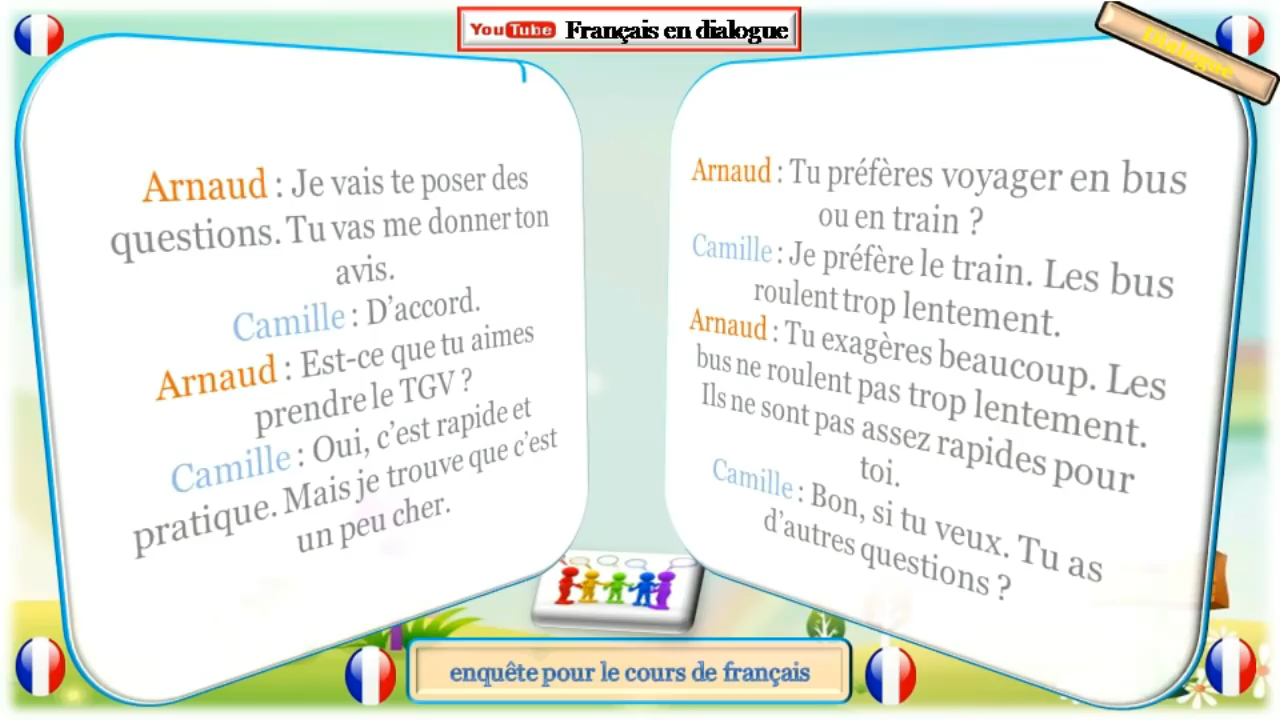 YouTube Français en dialogue
Dialogue
Arnaud : Je vais te poser des
questions. Tu vas me donner ton
avis.
Camille : D’accord.
Arnaud : Est-ce que tu aimes
prendre le TGV ?
Camille : Oui, c’est rapide et
pratique. Mais je trouve que c’est
un peu cher.
Arnaud : Tu préfères voyager en bus
ou en train ?
Camille : Je préfère le train. Les bus
roulent trop lentement.
Arnaud : Tu exagères beaucoup. Les
bus ne roulent pas trop lentement.
Ils ne sont pas assez rapides pour
toi.
Camille : Bon, si tu veux. Tu as
d’autres questions ?
enquête pour le cours de français